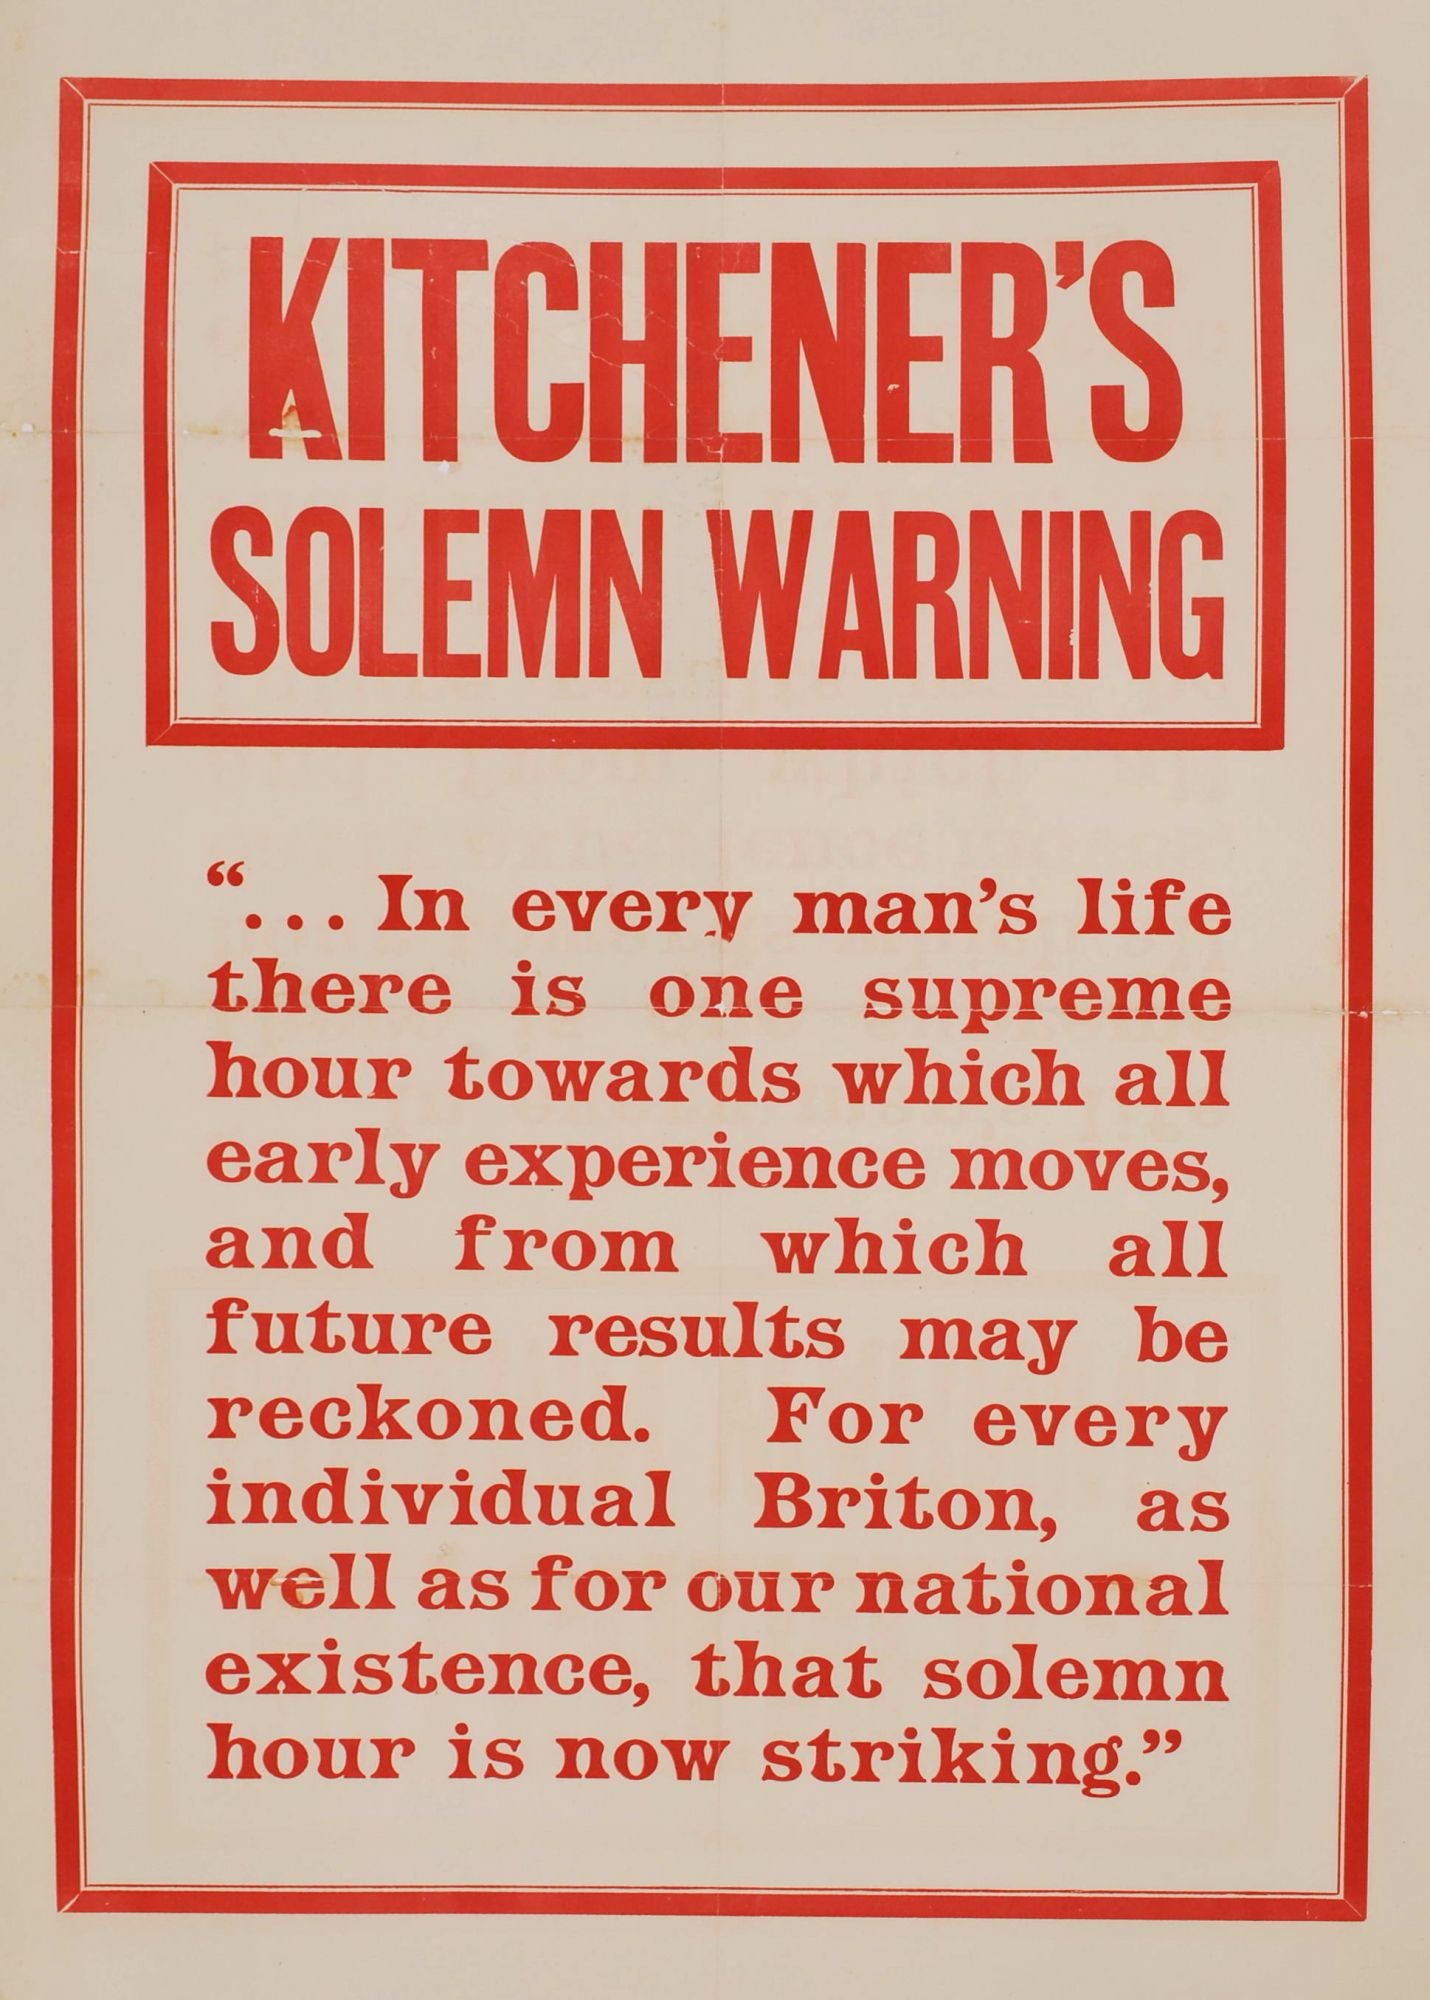 KITCHENER'S
SOLEMN WARNING
“... In every man’s life
there is one supreme
hour towards which all
early experience moves,
and from which all
future results may be
reckoned. For every
individual Briton, as
well as for our national
existence, that solemn
hour is now striking.”